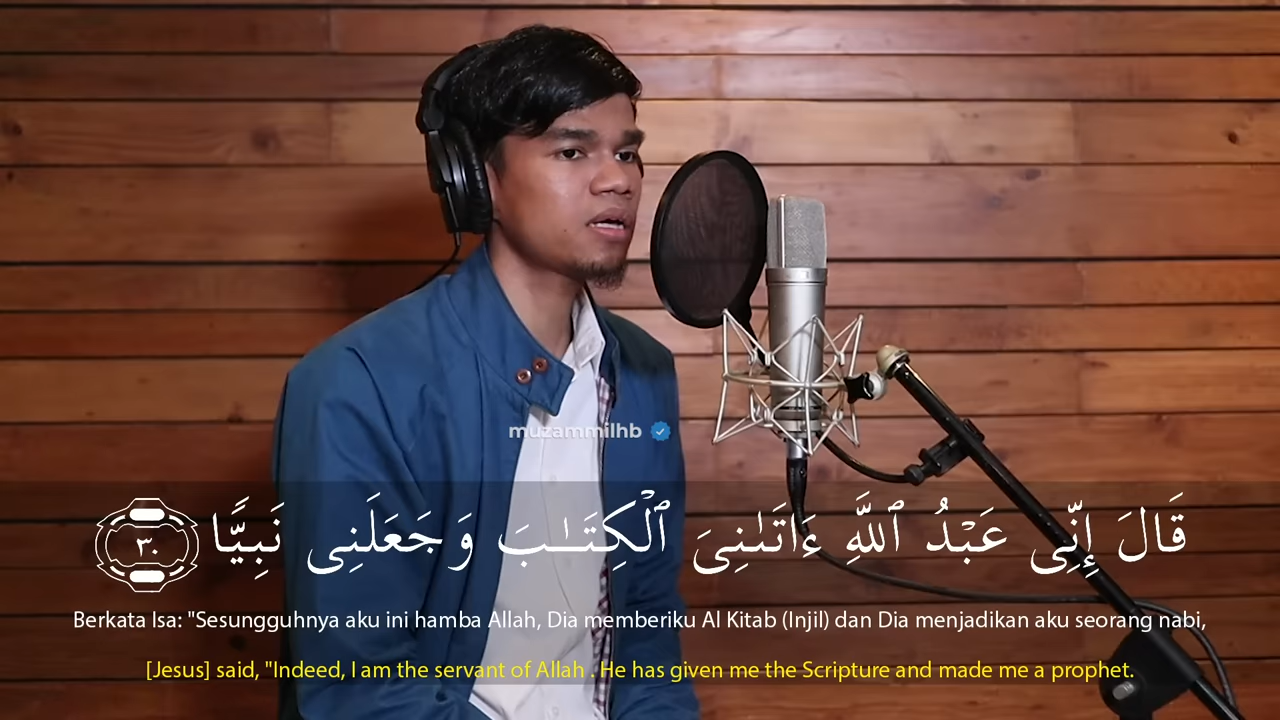 muzammilhb
قَالَ إِنِّى عَبْدُ ٱللَّهِ ءَاتَىٰنِىَ ٱلْكِتَـٰبَ وَجَعَلَنِى نَبِيًّا ٣٠
Berkata Isa: "Sesungguhnya aku ini hamba Allah, Dia memberiku Al Kitab (Injil) dan Dia menjadikan aku seorang nabi,
[Jesus] said, "Indeed, I am the servant of Allah . He has given me the Scripture and made me a prophet.